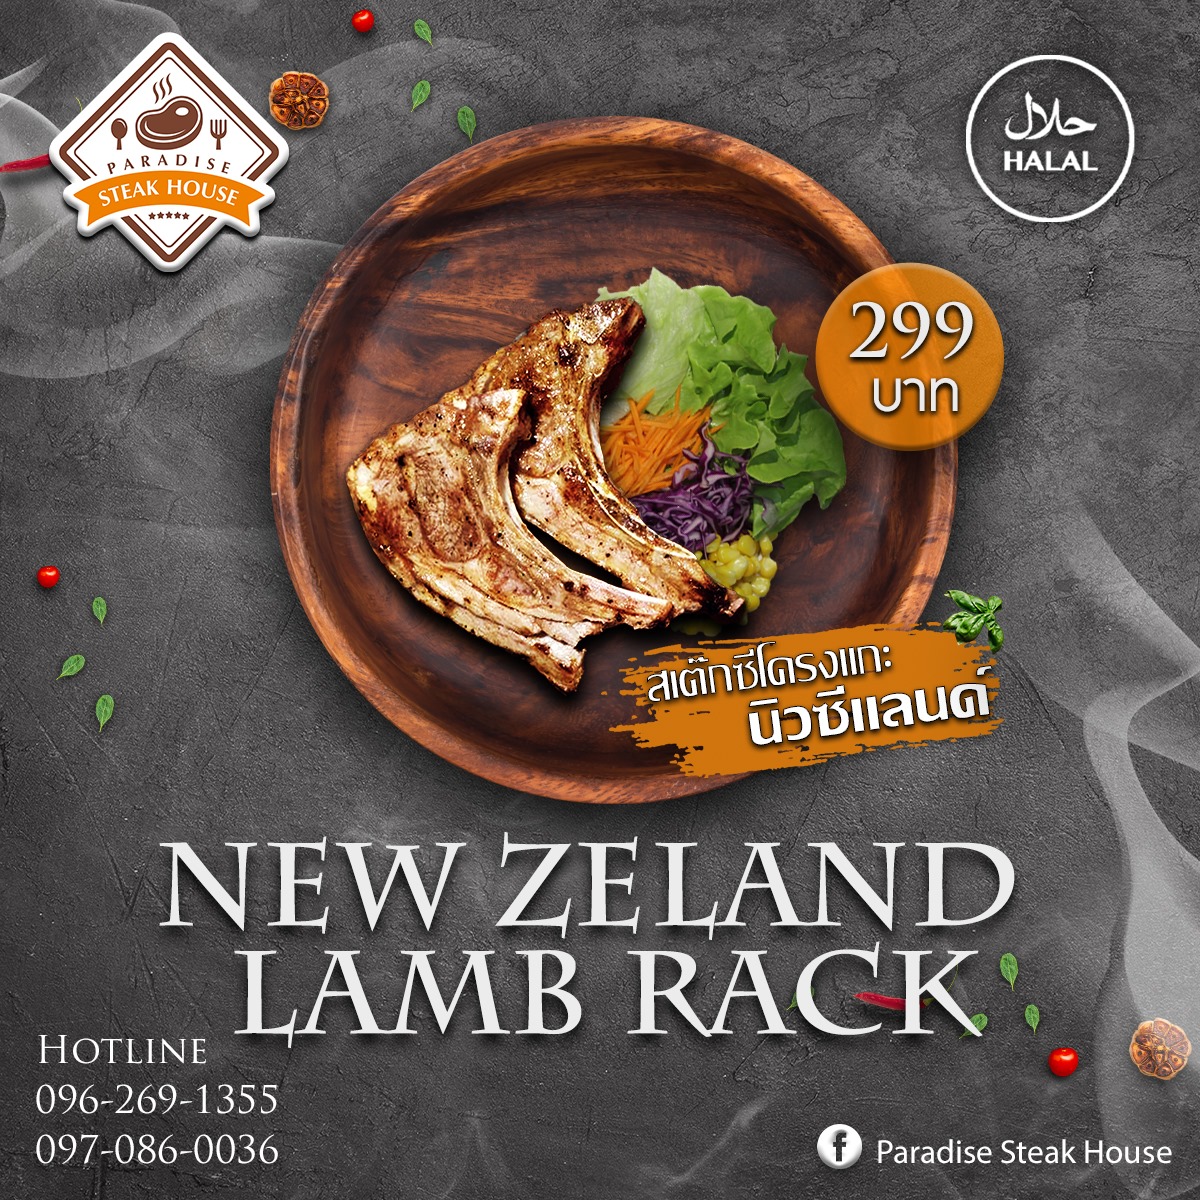 PARADISE
STEAK HOUSE
حلال
HALAL
299
บาท
สเต๊กซี่โครงแกะ
นิวซีแลนด์
NEW ZELAND
LAMB RACK
HOTLINE
096-269-1355
097-086-0036
f Paradise Steak House